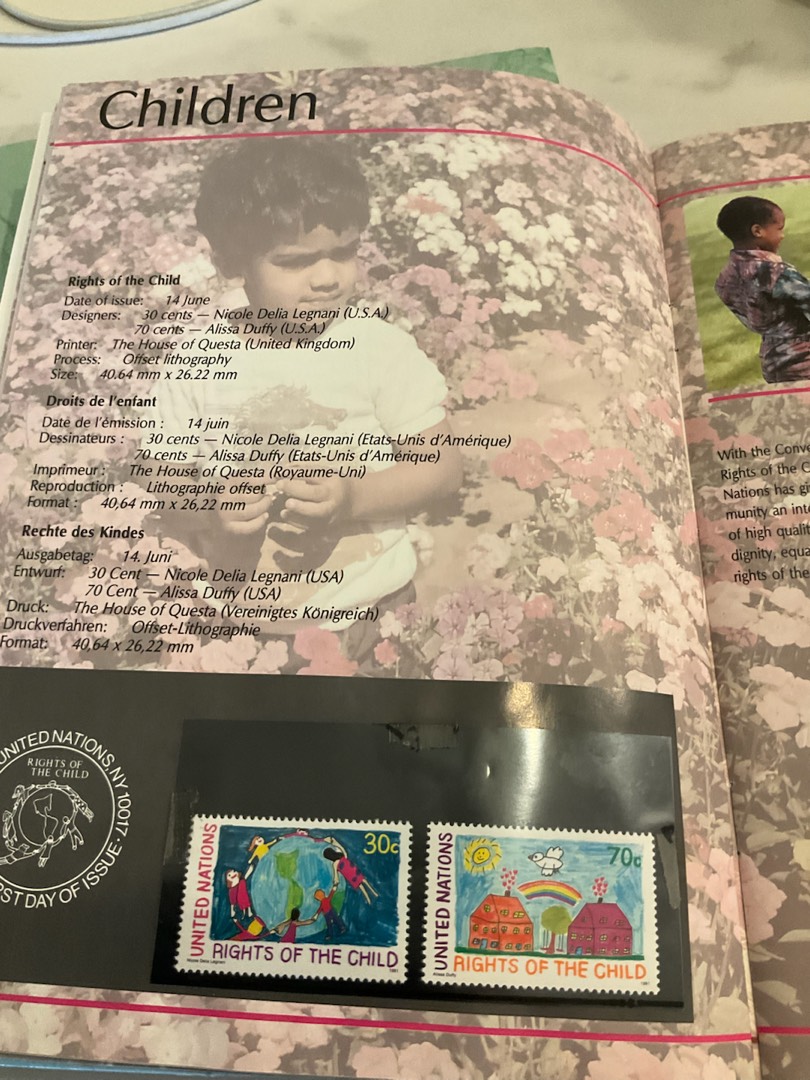 Children
Rights of the Child
Date of issue: 14 June
Designers: 30 cents — Nicole Delia Legnani (U.S.A.)
70 cents — Alissa Duffy (U.S.A.)
Printer: The House of Questa (United Kingdom)
Process: Offset lithography
Size: 40.64 mm x 26.22 mm
Droits de l'enfant
Date de l'émission : 14 juin
Dessinateurs : 30 cents — Nicole Delia Legnani (Etats-Unis d'Amérique)
70 cents — Alissa Duffy (Etats-Unis d'Amérique)
Imprimeur : The House of Questa (Royaume-Uni)
Reproduction : Lithographie offset
Format : 40,64 mm x 26,22 mm
Rechte des Kindes
Ausgabetag: 14. Juni
Entwurf: 30 Cent — Nicole Delia Legnani (USA)
70 Cent — Alissa Duffy (USA)
Druck: The House of Questa (Vereinigtes Königreich)
Druckverfahren: Offset-Lithographie
Format: 40,64 x 26,22 mm
UNITED NATIONS, NY 10017
RIGHTS OF
THE CHILD
DAY OF ISSUE
UNITED NATIONS
30c
RIGHTS OF THE CHILD
Nicole Delia Legnani 1991
UNITED NATIONS
70c
RIGHTS OF THE CHILD
Alissa Duffy 1991
With the
Rights of the
Nations has
an
of high
dignity,
rights of the